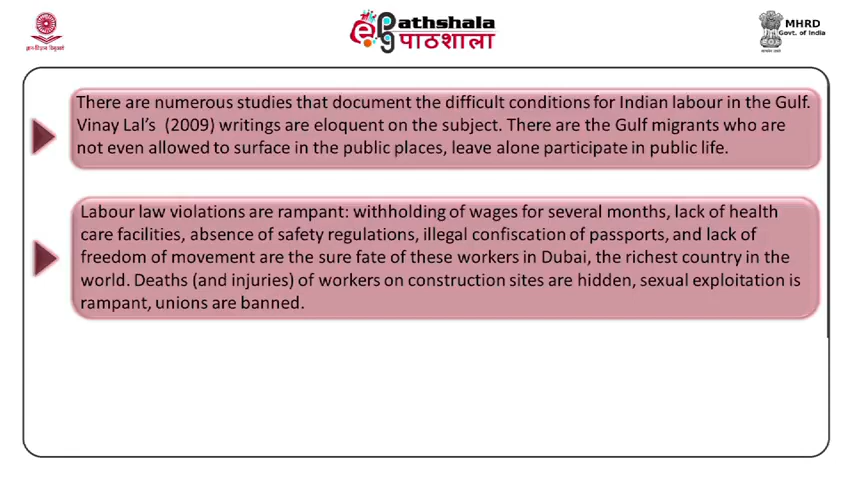 ePG Pathshala
पाठशाला
MHRD
Govt. of India
There are numerous studies that document the difficult conditions for Indian labour in the Gulf.
Vinay Lal's (2009) writings are eloquent on the subject. There are the Gulf migrants who are
not even allowed to surface in the public places, leave alone participate in public life.
Labour law violations are rampant: withholding of wages for several months, lack of health
care facilities, absence of safety regulations, illegal confiscation of passports, and lack of
freedom of movement are the sure fate of these workers in Dubai, the richest country in the
world. Deaths (and injuries) of workers on construction sites are hidden, sexual exploitation is
rampant, unions are banned.